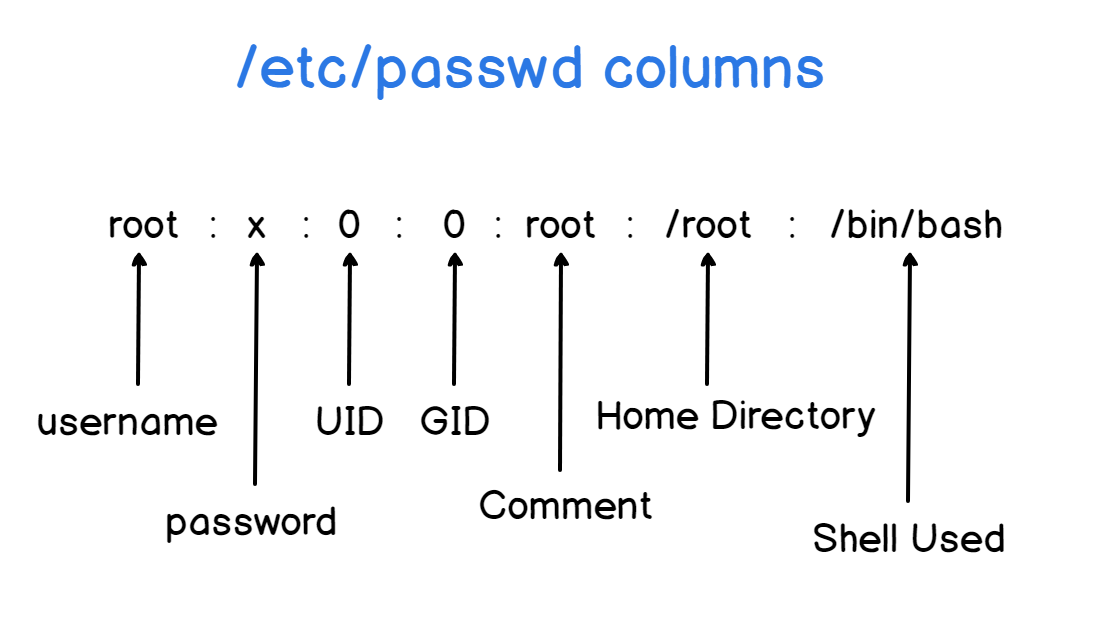 /etc/passwd columns
root : x : 0 : 0 : root : /root : /bin/bash
username UID GID Home Directory
password Comment Shell Used